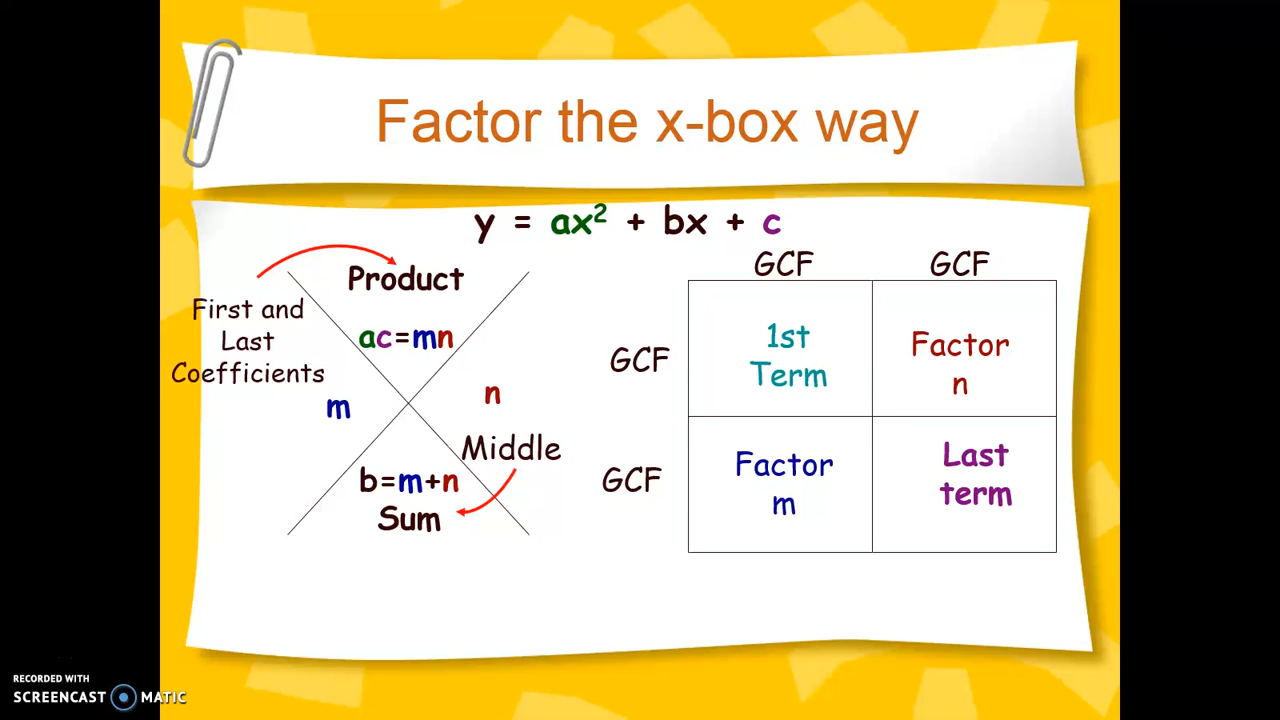 Factor the x-box way
y = ax² + bx + c
Product
First and
Last
Coefficients
ac=mn
m
n
Middle
b=m+n
Sum
GCF GCF
GCF
1st
Term
Factor
n
GCF
Factor
m
Last
term
RECORDED WITH
SCREENCAST MATIC